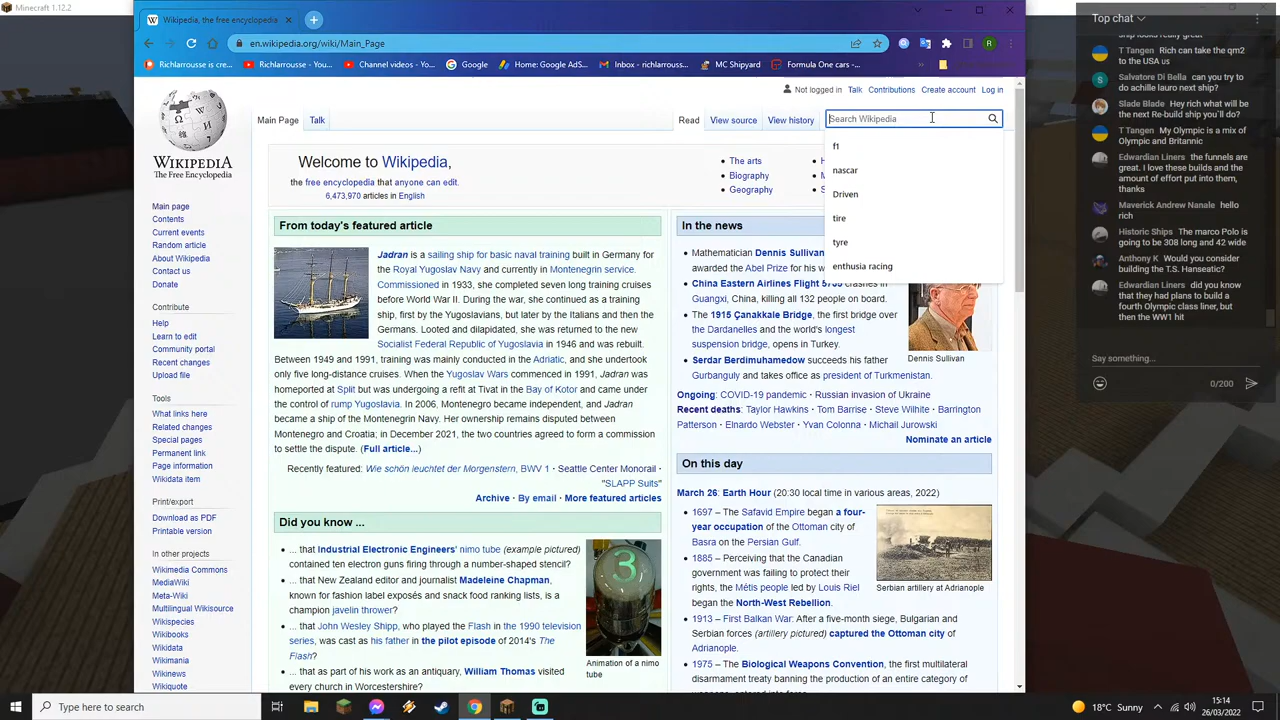 Minecraft 1.12.2
Wikipedia, the free encyclopedia
en.wikipedia.org/wiki/Main_Page
Richlarrousse is cre...
Richlarrousse - You...
Channel videos - Yo...
Google
Home: Google AdS...
Inbox - richlarrous...
MC Shipyard
Formula One cars-...
Not logged in
Talk
Contributions
Create account
Log in
Main Page
Talk
Read
View source
View history
Search Wikipedia
f1
nascar
Driven
tire
tyre
enthusia racing
WIKIPEDIA
The Free Encyclopedia
Main page
Contents
Current events
Random article
About Wikipedia
Contact us
Donate
Contribute
Help
Learn to edit
Community portal
Recent changes
Upload file
Tools
What links here
Related changes
Special pages
Permanent link
Page information
Wikidata item
Print/export
Download as PDF
Printable version
In other projects
Wikimedia Commons
MediaWiki
Meta-Wiki
Multilingual Wikisource
Wikispecies
Wikibooks
Wikidata
Wikimania
Wikinews
Wikiquote
Welcome to Wikipedia,
the free encyclopedia that anyone can edit.
6,473,970 articles in English
The arts
Biography
Geography
From today's featured article
Jadran is a sailing ship for basic naval training built in Germany for
the Royal Yugoslav Navy and currently in Montenegrin service.
Commissioned in 1933, she completed seven long training cruises
before World War II. During the war, she continued as a training
ship, first by the Yugoslavians, but later by the Italians and then the
Germans. Looted and dilapidated, she was returned to the new
Socialist Federal Republic of Yugoslavia in 1946 and was rebuilt.
Between 1949 and 1991, training was mainly conducted in the Adriatic, and she undertook
only five long-distance cruises. When the Yugoslav Wars commenced in 1991, Jadran was
homeported at Split but was undergoing a refit at Tivat in the Bay of Kotor and came under
the control of rump Yugoslavia. In 2006, Montenegro became independent, and Jadran
became a ship of the Montenegrin Navy. Her ownership remains disputed between
Montenegro and Croatia; in December 2021, the two countries agreed to form a commission
to settle the dispute. (Full article...)
Recently featured: Wie schön leuchtet der Morgenstern, BWV 1 · Seattle Center Monorail ·
"SLAPP Suits"
Archive · By email · More featured articles
Did you know ...
... that Industrial Electronic Engineers' nimo tube (example pictured)
contained ten electron guns firing through a number-shaped stencil?
... that New Zealand editor and journalist Madeleine Chapman,
known for fashion label exposés and snack food ranking lists, is a
champion javelin thrower?
... that John Wesley Shipp, who played the Flash in the 1990 television
series, was cast as his father in the pilot episode of 2014's The
Flash?
... that as part of his work as an antiquary, William Thomas visited
every church in Worcestershire?
3
Animation of a nimo
tube
In the news
Mathematician Dennis Sullivan
awarded the Abel Prize for his w
China Eastern Airlines Flight 5735 crashes in
Guangxi, China, killing all 132 people on board.
The 1915 Çanakkale Bridge, the first bridge over
the Dardanelles and the world's longest
suspension bridge, opens in Turkey.
Serdar Berdimuhamedow succeeds his father
Gurbanguly and takes office as president of Turkmenistan.
Dennis Sullivan
Ongoing: COVID-19 pandemic · Russian invasion of Ukraine
Recent deaths: Taylor Hawkins · Tom Barrise · Steve Wilhite · Barrington
Patterson · Elnardo Webster · Yvan Colonna · Michail Jurowski
Nominate an article
On this day
March 26: Earth Hour (20:30 local time in various areas, 2022)
1697 – The Safavid Empire began a four-
year occupation of the Ottoman city of
Basra on the Persian Gulf.
1885 – Perceiving that the Canadian
government was failing to protect their
rights, the Métis people led by Louis Riel
began the North-West Rebellion.
1913 – First Balkan War: After a five-month siege, Bulgarian and
Serbian forces (artillery pictured) captured the Ottoman city of
Adrianople.
1975 – The Biological Weapons Convention, the first multilateral
disarmament treaty banning the production of an entire category of
Serbian artillery at Adrianople
Top chat
ship looks really great
T Tangen Rich can take the qm2
to the USA us
Salvatore Di Bella can you try to
do achille lauro next ship?
Slade Blade Hey rich what will be
the next Re-build ship you`ll do?
T Tangen My Olympic is a mix of
Olympic and Britannic
Edwardian Liners the funnels are
great. I love these builds and the
amount of effort put into them,
thanks
Maverick Andrew Nanale hello
rich
Historic Ships The marco Polo is
going to be 308 long and 42 wide
Anthony K Would you consider
building the T.S. Hanseatic?
Edwardian Liners did you know
that they had plans to build a
fourth Olympic class liner, but
then the WW1 hit
Say something...
0/200
Type here to search
18°C Sunny
15:14
26/03/2022